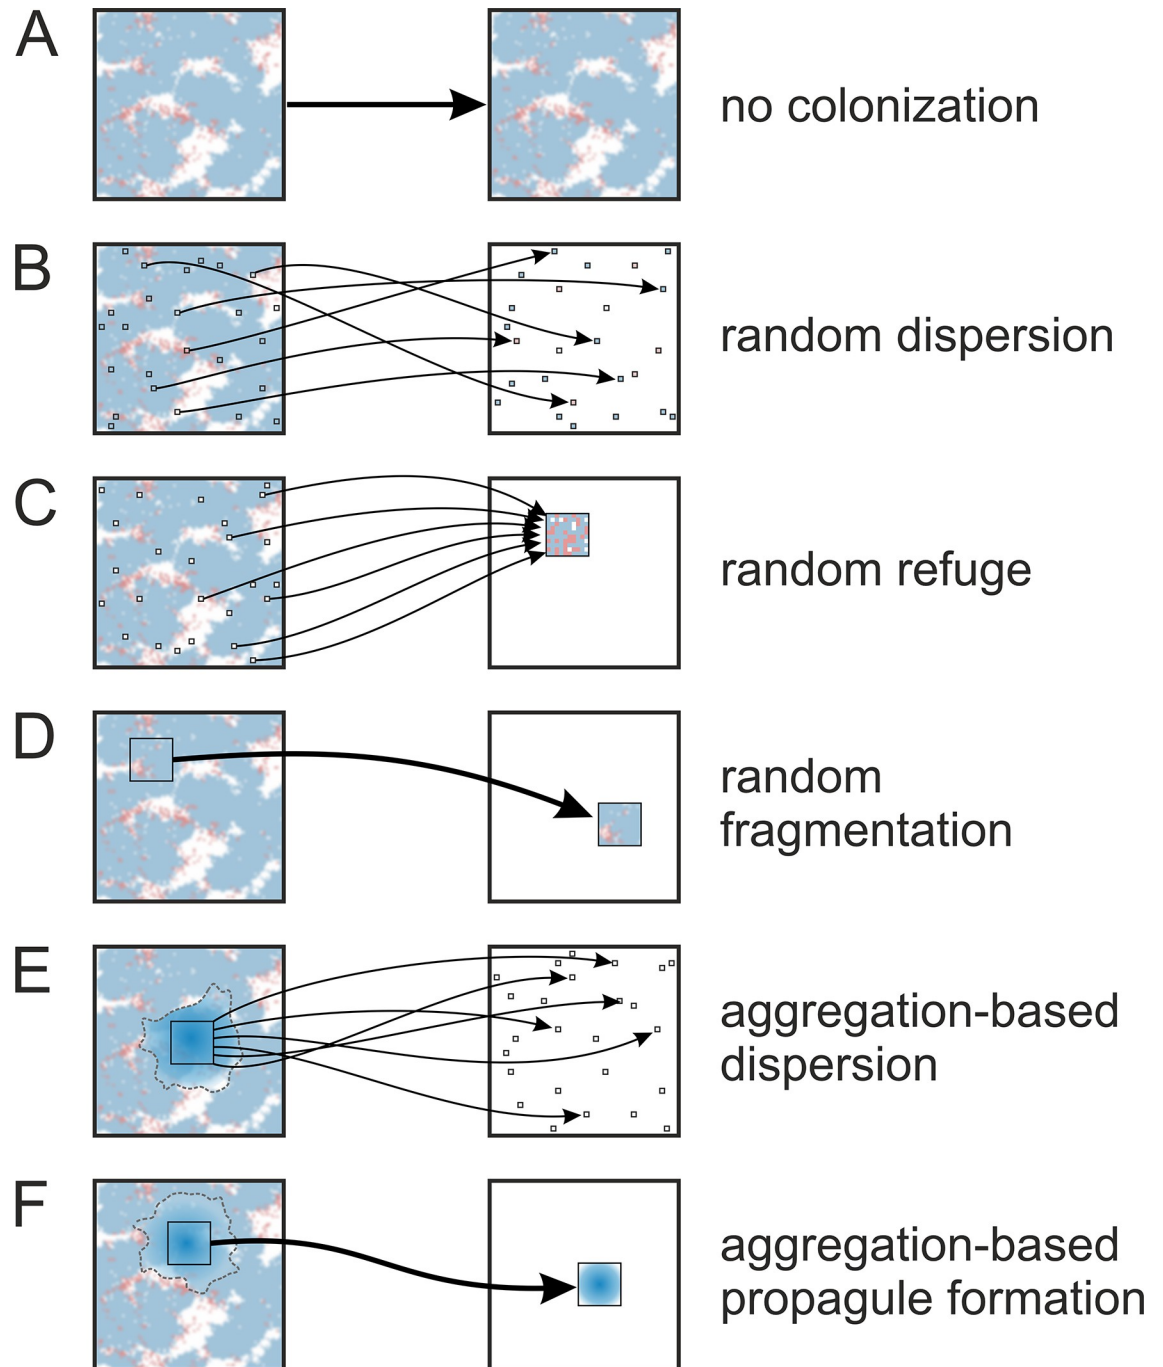 A
no colonization
B
random dispersion
C
random refuge
D
random
fragmentation
E
aggregation-based
dispersion
F
aggregation-based
propagule formation